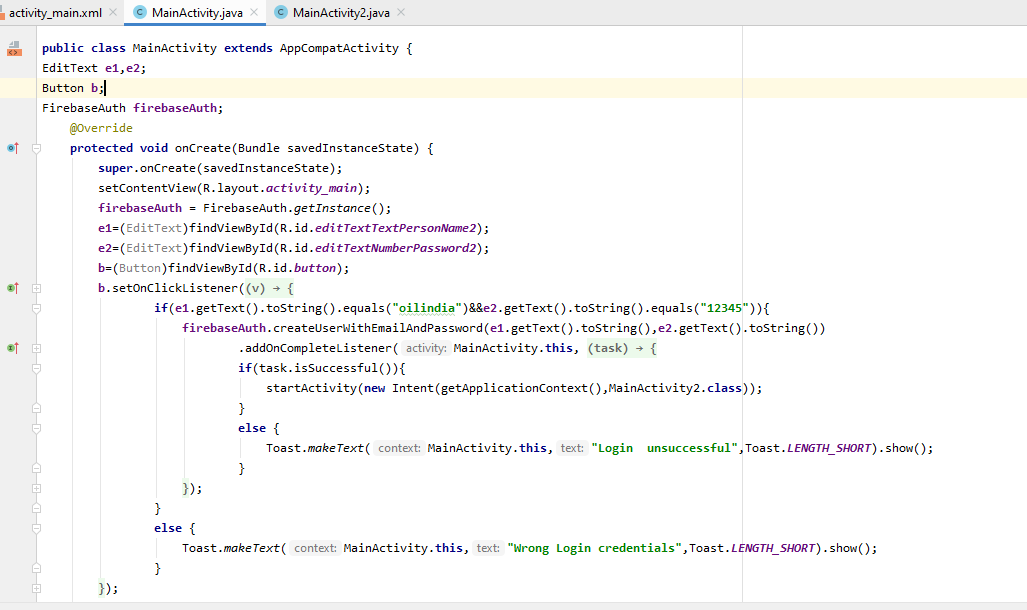 activity_main.xml MainActivity.java MainActivity2.java
public class MainActivity extends AppCompatActivity {
EditText e1,e2;
Button b;
FirebaseAuth firebaseAuth;
@Override
protected void onCreate(Bundle savedInstanceState) {
super.onCreate(savedInstanceState);
setContentView(R.layout.activity_main);
firebaseAuth = FirebaseAuth.getInstance();
e1=(EditText)findViewById(R.id.editTextTextPersonName2);
e2=(EditText)findViewById(R.id.editTextNumberPassword2);
b=(Button)findViewById(R.id.button);
b.setOnClickListener((v) → {
if(e1.getText().toString().equals("oilindia")&&e2.getText().toString().equals("12345")){
firebaseAuth.createUserWithEmailAndPassword(e1.getText().toString(),e2.getText().toString())
.addOnCompleteListener( activity: MainActivity.this, (task) → {
if(task.isSuccessful()){
startActivity(new Intent(getApplicationContext(),MainActivity2.class));
}
else {
Toast.makeText( context: MainActivity.this, text: "Login  unsuccessful",Toast.LENGTH_SHORT).show();
}
});
}
else {
Toast.makeText( context: MainActivity.this, text: "Wrong Login credentials",Toast.LENGTH_SHORT).show();
}
});